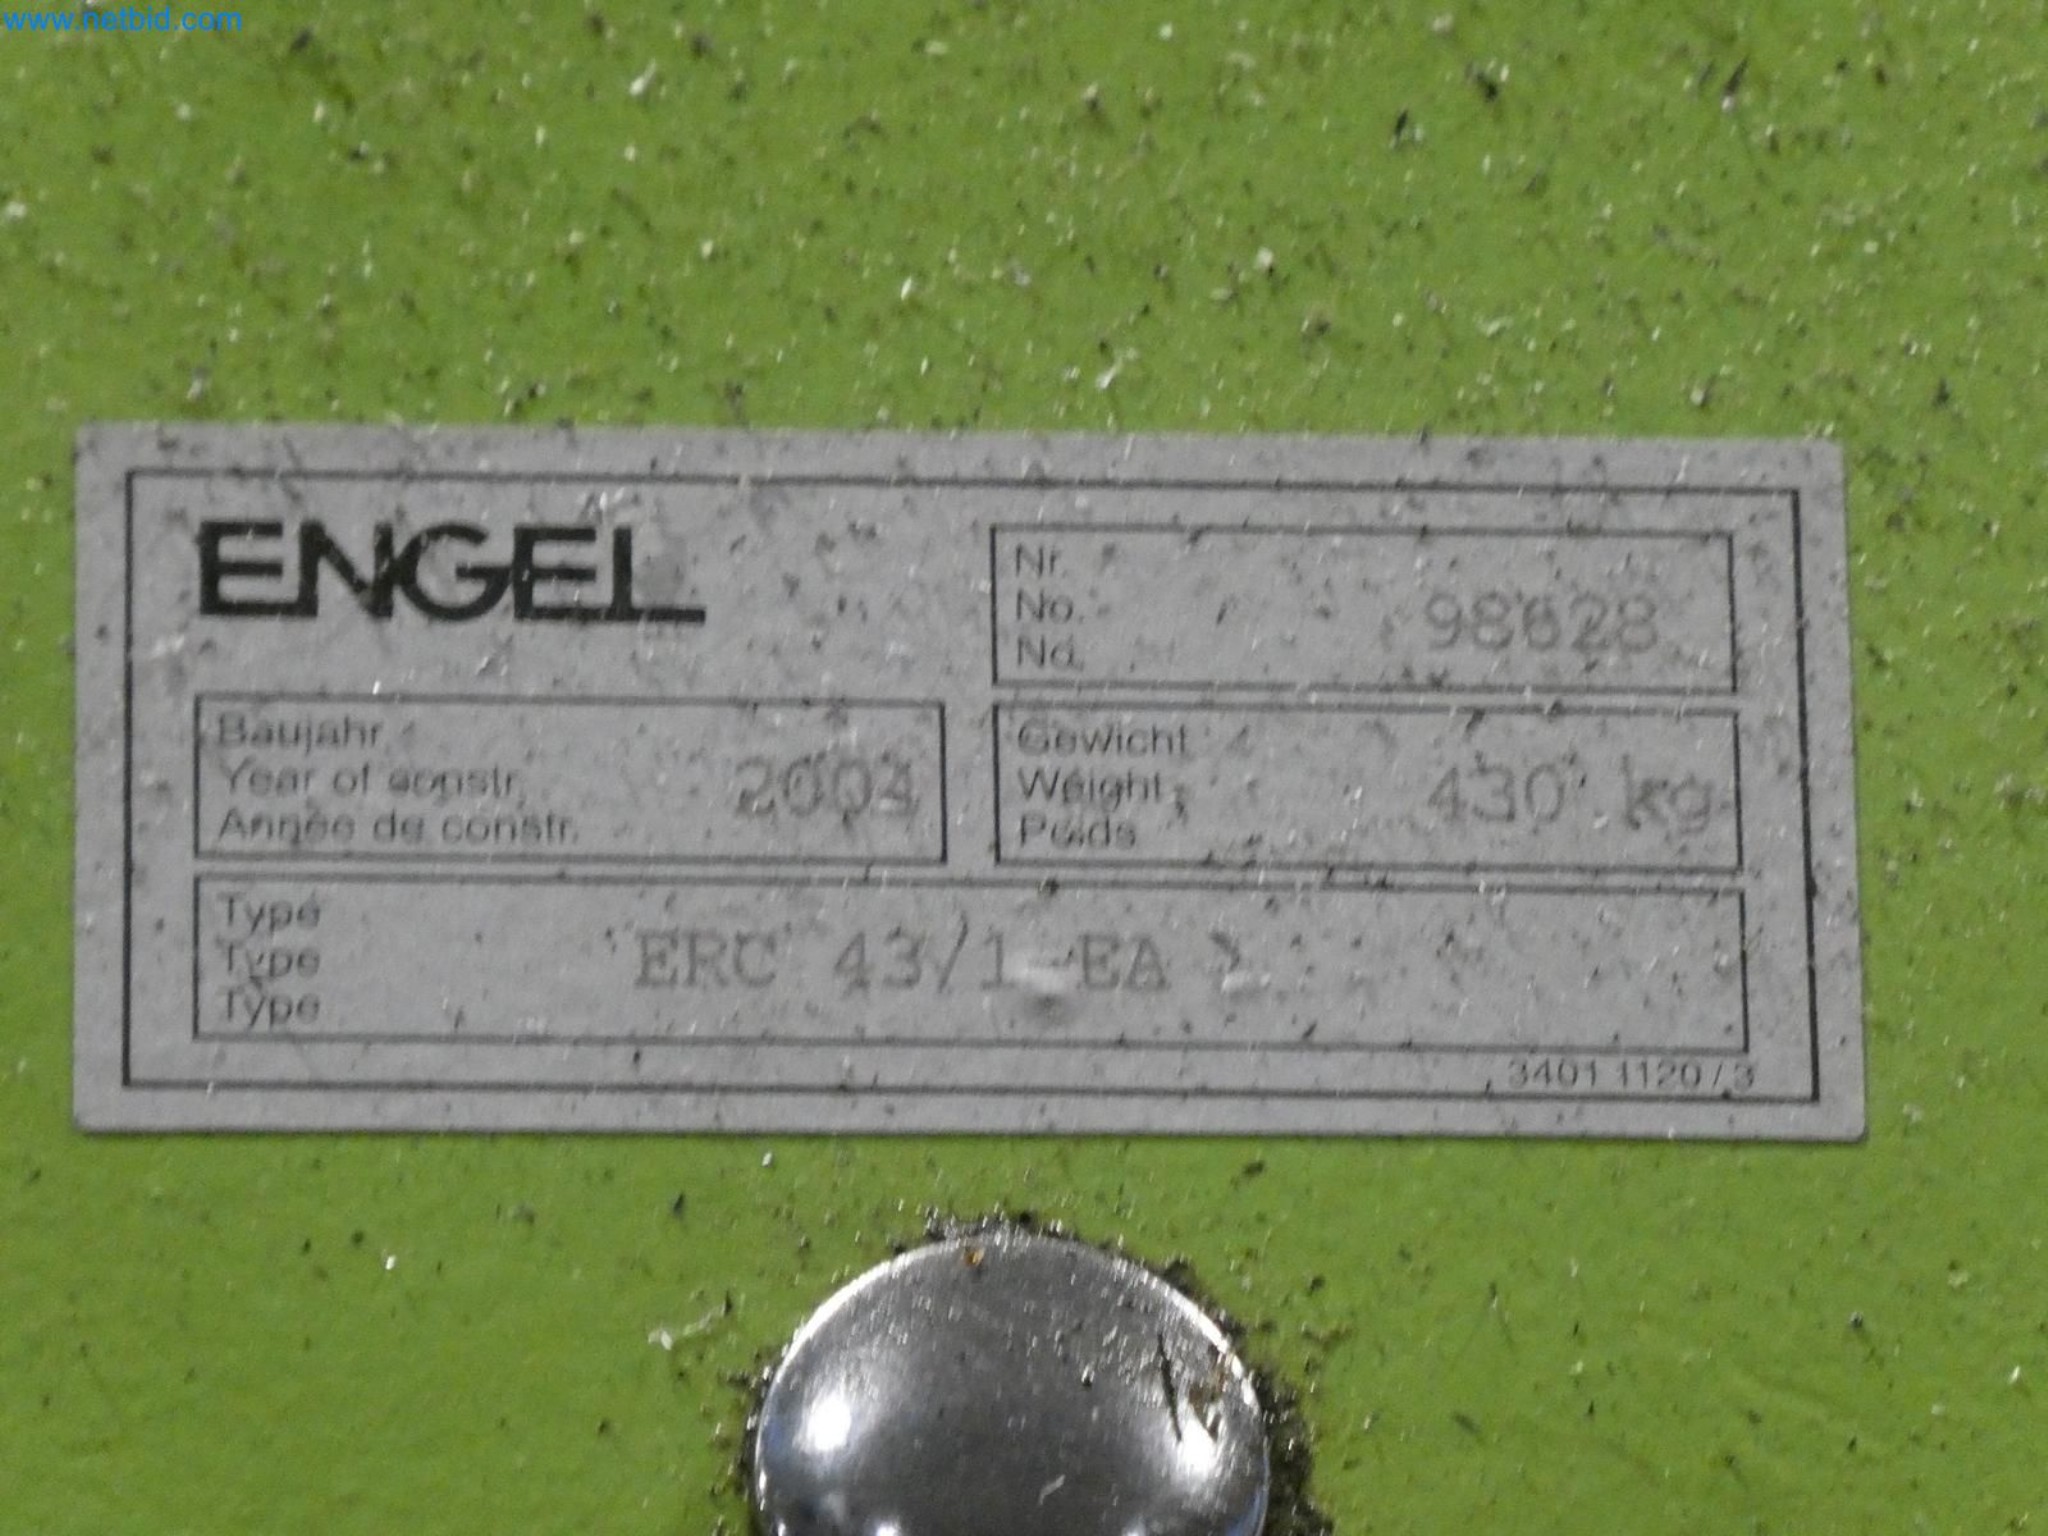 www.netbid.com
ENGEL
Nr.
No.
No.
98628
Baujahr
Year of constr.
Année de constr.
2004
Gewicht
Weight
Poids
430 kg
Type
Type
Type
ERC 43/1-EA
3401 1120 / 3